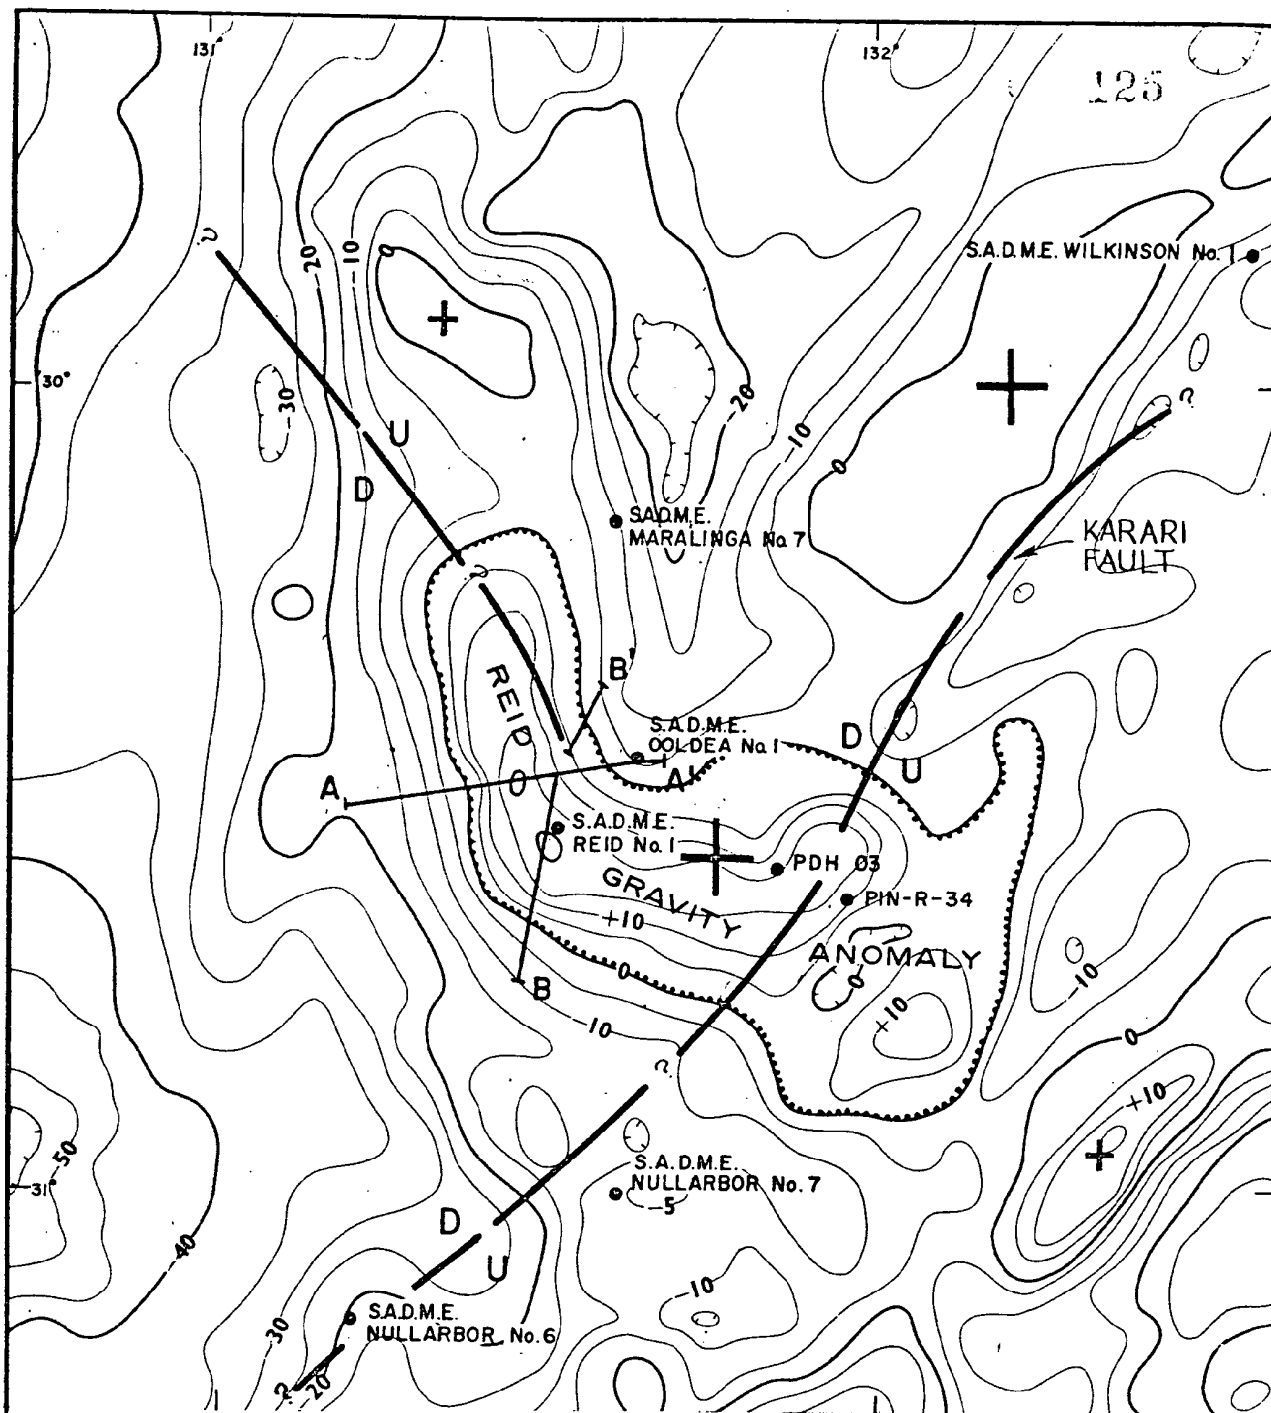 131°
132°
125
?
-20
-10
0
S.A.D.M.E. WILKINSON No. 1
30°
-30
-20
-10
0
?
U
D
S.A.D.M.E.
MARALINGA No 7
KARARI
FAULT
?
B'
REID
S.A.D.M.E.
OOLDEA No 1
D
U
A
A'
S.A.D.M.E.
REID No. 1
PDH 03
GRAVITY
PIN-R-34
+10
ANOMALY
0
0
-10
B
-10
+10
0
?
+10
-50
S.A.D.M.E.
NULLARBOR No. 7
31°
-5
D
-40
U
-10
S.A.D.M.E.
NULLARBOR No. 6
-30
?
-20